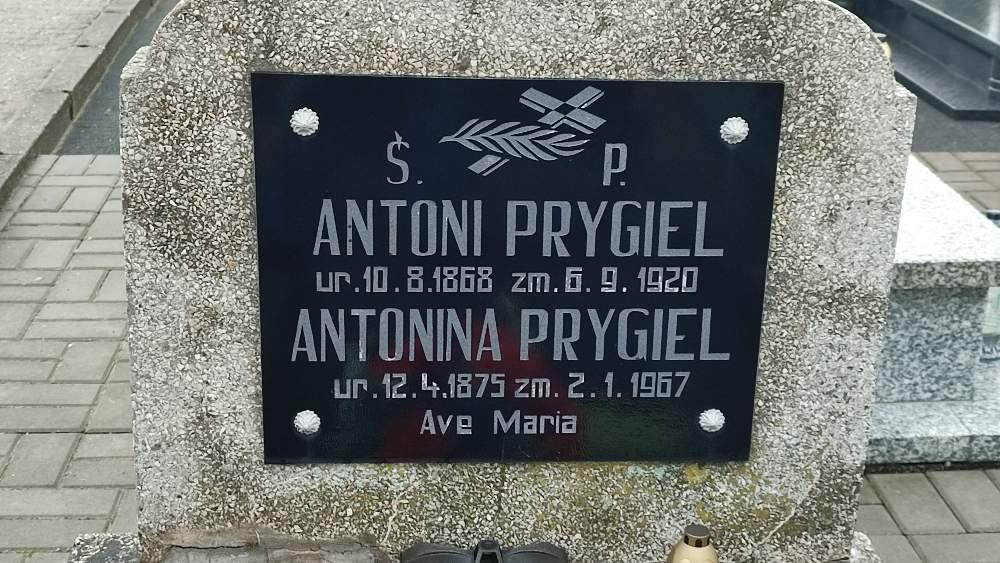 Ś. P.
ANTONI PRYGIEL
ur. 10. 8. 1868 zm. 6. 9. 1920
ANTONINA PRYGIEL
ur. 12. 4. 1875 zm. 2. 1. 1967
Ave Maria